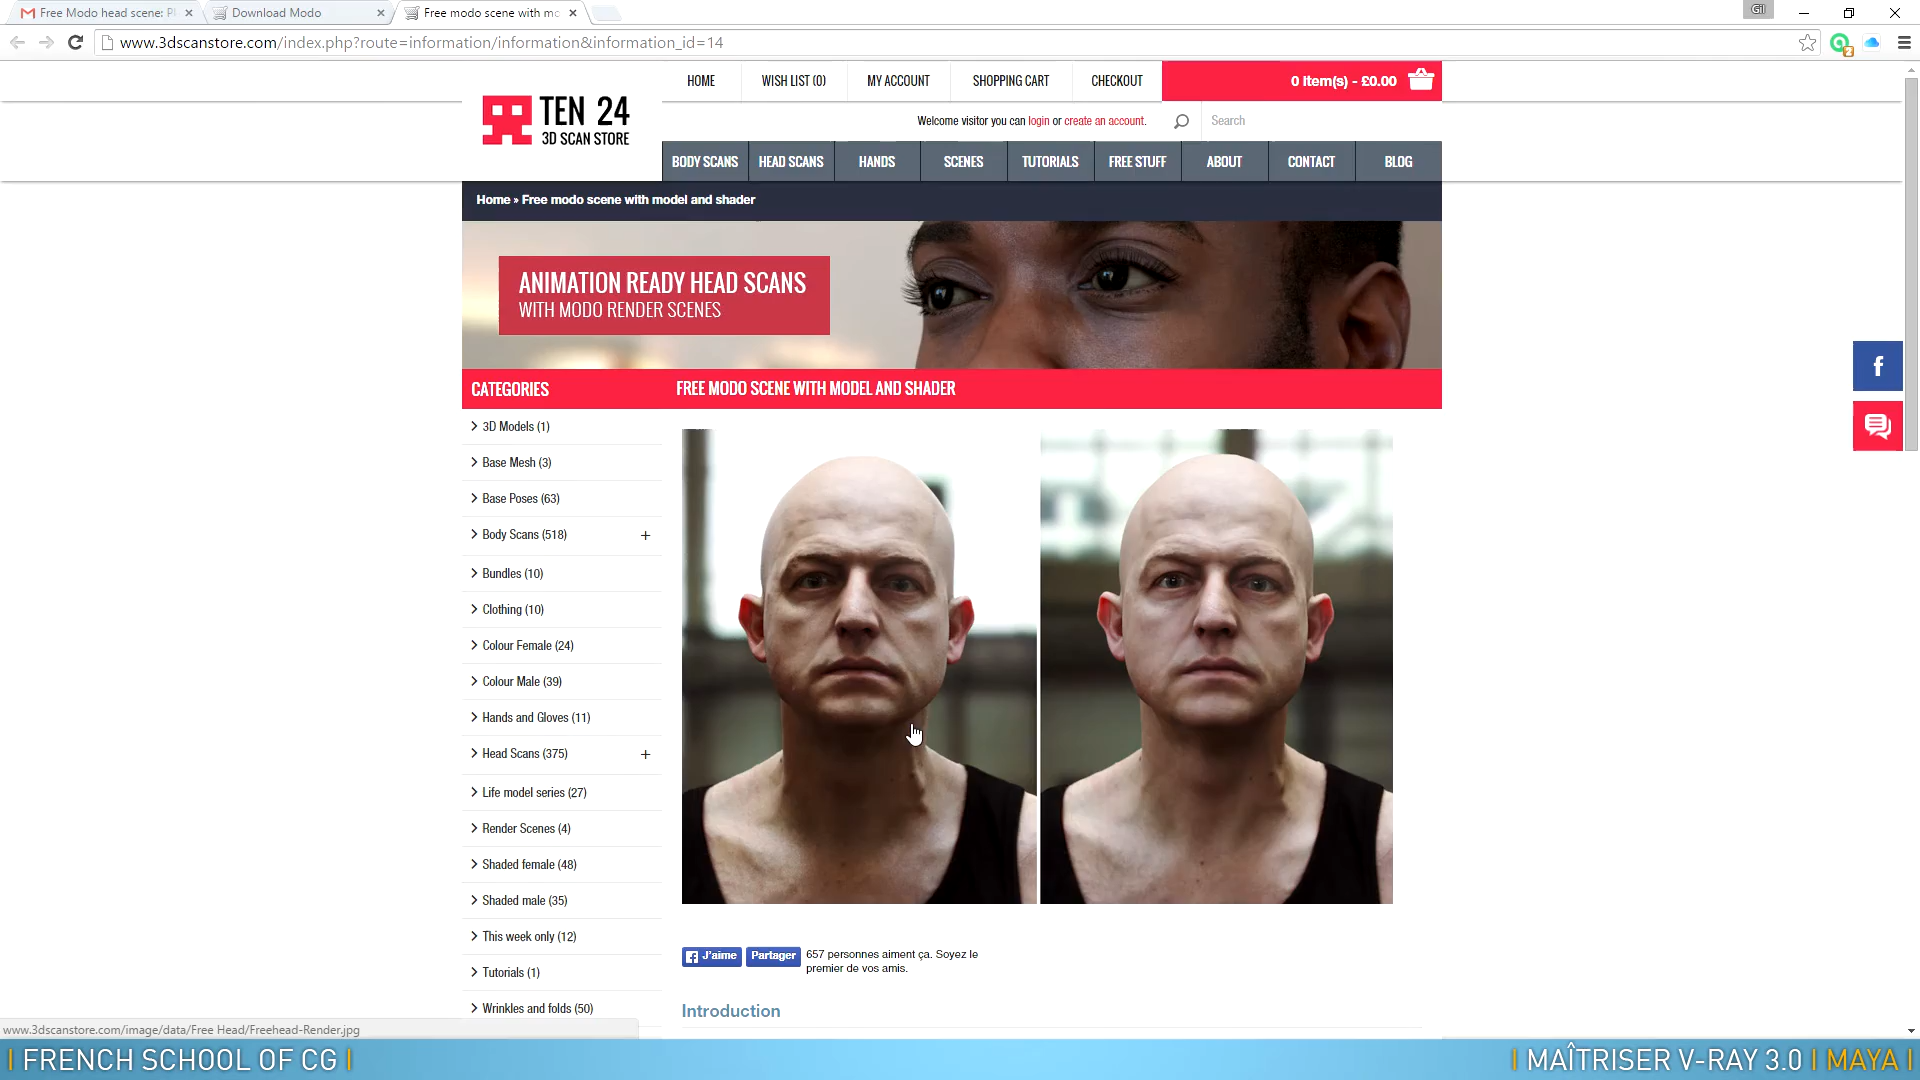 Free Modo head scene: Pl
Download Modo
Free modo scene with mo
Gil
www.3dscanstore.com/index.php?route=information/information&information_id=14
2
HOME
WISH LIST (0)
MY ACCOUNT
SHOPPING CART
CHECKOUT
0 item(s) - £0.00
TEN 24
3D SCAN STORE
Welcome visitor you can login or create an account.
Search
BODY SCANS
HEAD SCANS
HANDS
SCENES
TUTORIALS
FREE STUFF
ABOUT
CONTACT
BLOG
Home » Free modo scene with model and shader
ANIMATION READY HEAD SCANS
WITH MODO RENDER SCENES
CATEGORIES
FREE MODO SCENE WITH MODEL AND SHADER
3D Models (1)
Base Mesh (3)
Base Poses (63)
Body Scans (518)
Bundles (10)
Clothing (10)
Colour Female (24)
Colour Male (39)
Hands and Gloves (11)
Head Scans (375)
Life model series (27)
Render Scenes (4)
Shaded female (48)
Shaded male (35)
This week only (12)
Tutorials (1)
Wrinkles and folds (50)
J'aime
Partager
657 personnes aiment ça. Soyez le
premier de vos amis.
Introduction
www.3dscanstore.com/image/data/Free Head/Freehead-Render.jpg
| FRENCH SCHOOL OF CG |
| MAÎTRISER V-RAY 3.0 | MAYA |